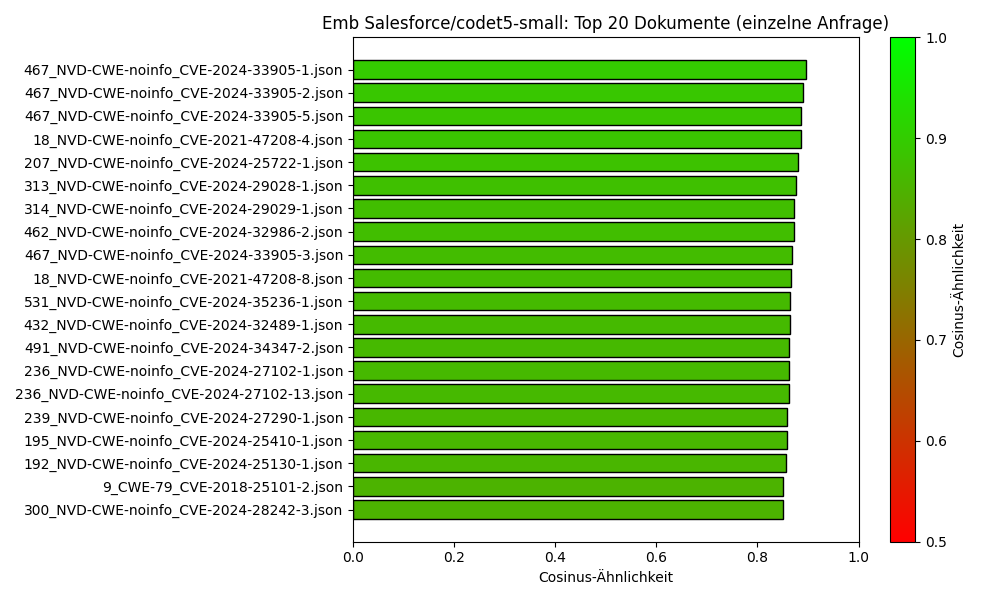 Emb Salesforce/codet5-small: Top 20 Dokumente (einzelne Anfrage)
467_NVD-CWE-noinfo_CVE-2024-33905-1.json
467_NVD-CWE-noinfo_CVE-2024-33905-2.json
467_NVD-CWE-noinfo_CVE-2024-33905-5.json
18_NVD-CWE-noinfo_CVE-2021-47208-4.json
207_NVD-CWE-noinfo_CVE-2024-25722-1.json
313_NVD-CWE-noinfo_CVE-2024-29028-1.json
314_NVD-CWE-noinfo_CVE-2024-29029-1.json
462_NVD-CWE-noinfo_CVE-2024-32986-2.json
467_NVD-CWE-noinfo_CVE-2024-33905-3.json
18_NVD-CWE-noinfo_CVE-2021-47208-8.json
531_NVD-CWE-noinfo_CVE-2024-35236-1.json
432_NVD-CWE-noinfo_CVE-2024-32489-1.json
491_NVD-CWE-noinfo_CVE-2024-34347-2.json
236_NVD-CWE-noinfo_CVE-2024-27102-1.json
236_NVD-CWE-noinfo_CVE-2024-27102-13.json
239_NVD-CWE-noinfo_CVE-2024-27290-1.json
195_NVD-CWE-noinfo_CVE-2024-25410-1.json
192_NVD-CWE-noinfo_CVE-2024-25130-1.json
9_CWE-79_CVE-2018-25101-2.json
300_NVD-CWE-noinfo_CVE-2024-28242-3.json
0.0 0.2 0.4 0.6 0.8 1.0
Cosinus-Ähnlichkeit
1.0
0.9
0.8
0.7
0.6
0.5
Cosinus-Ähnlichkeit